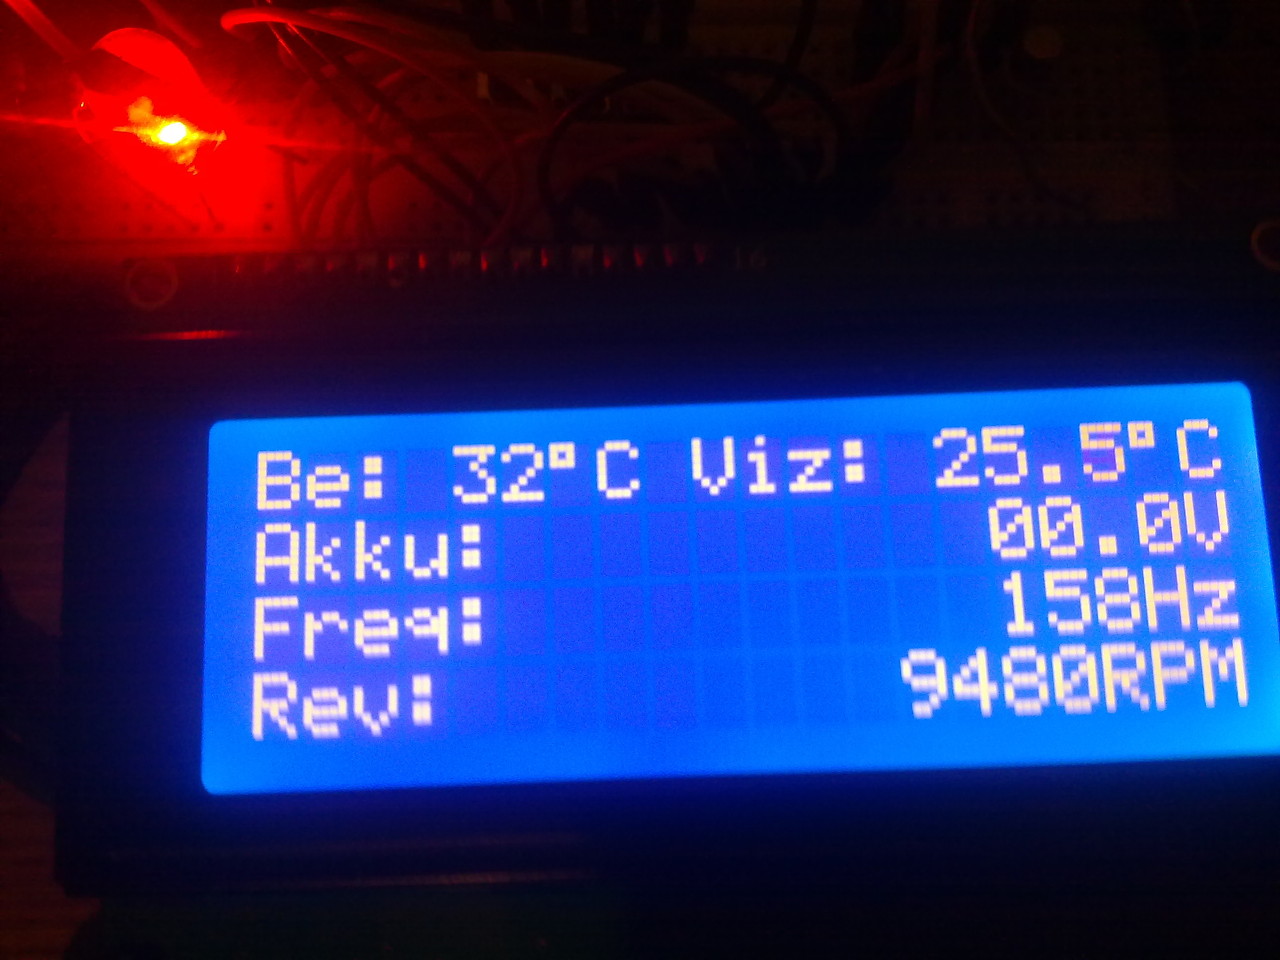 Be: 32°C Viz: 25.5°C
Akku: 00.0V
Freq: 158Hz
Rev: 9480RPM